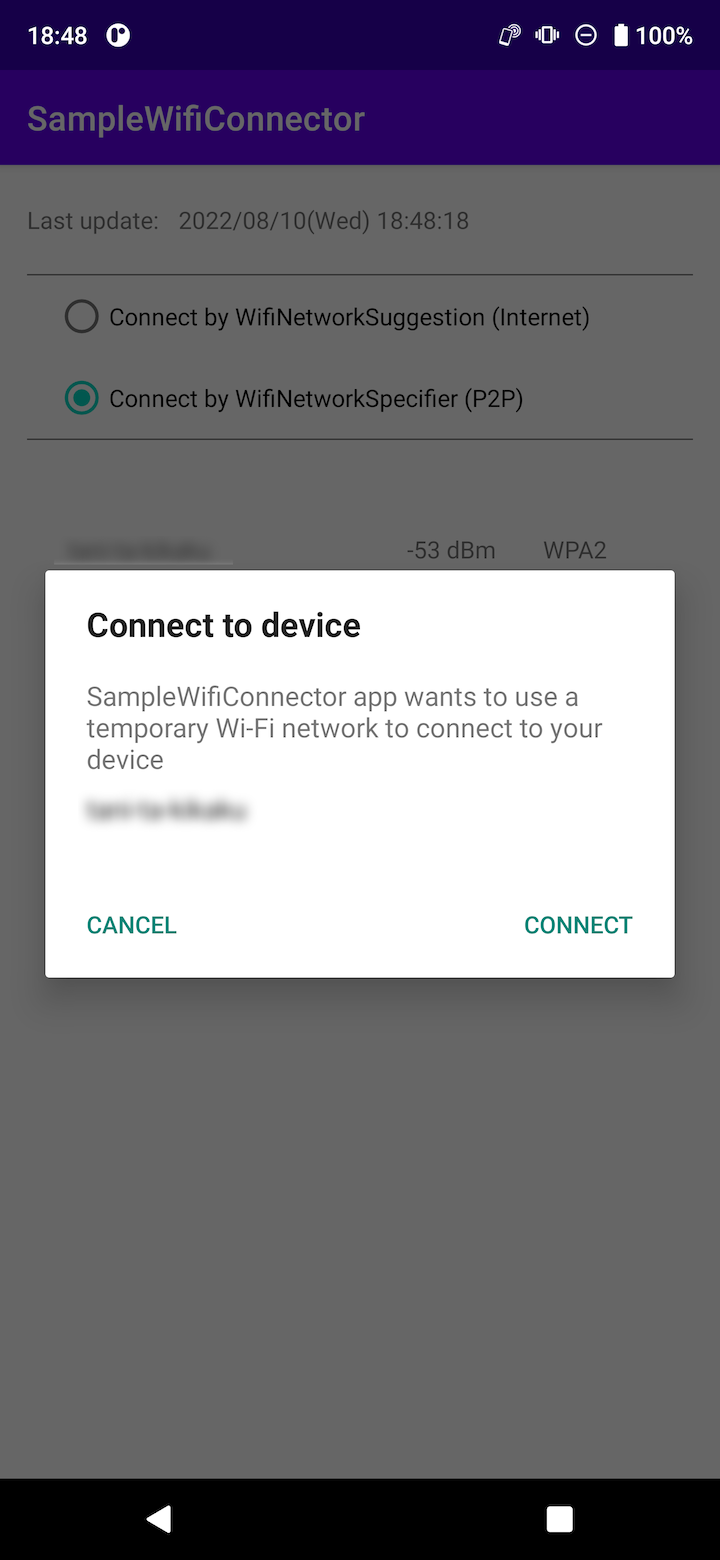 18:48 100%
SampleWifiConnector
Last update: 2022/08/10(Wed) 18:48:18
Connect by WifiNetworkSuggestion (Internet)
Connect by WifiNetworkSpecifier (P2P)
-53 dBm WPA2
Connect to device
SampleWifiConnector app wants to use a
temporary Wi-Fi network to connect to your
device
CANCEL CONNECT